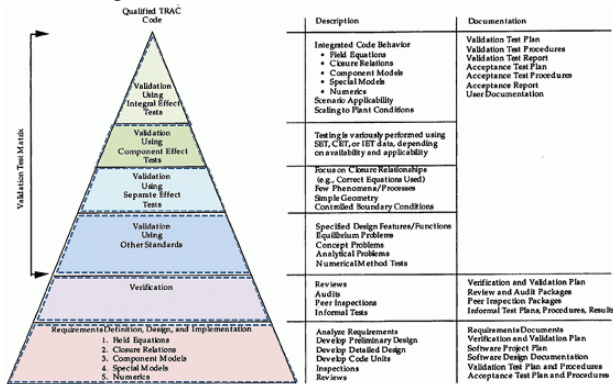 Qualified TRAC
Code
Description
Documentation
Validation Test Matrix
Validation
Using
Integral Effect
Tests
Integrated Code Behavior
• Field Equations
• Closure Relations
• Component Models
• Special Models
• Numerics
Scenario Applicability
Scaling to Plant Conditions
Validation Test Plan
Validation Test Procedures
Validation Test Report
Acceptance Test Plan
Acceptance Test Procedures
Acceptance Report
User Documentation
Validation
Using
Component Effect
Tests
Testing is variously performed using
SET, CET, or IET data, depending
on availability and applicability
Validation
Using
Separate Effect
Tests
Focus on Closure Relationships
(e.g., Correct Equations Used)
Few Phenomena/Processes
Simple Geometry
Controlled Boundary Conditions
Validation
Using
Other Standards
Specified Design Features/Functions
Equilibrium Problems
Concept Problems
Analytical Problems
Numerical Method Tests
Verification
Reviews
Audits
Peer Inspections
Informal Tests
Verification and Validation Plan
Review and Audit Packages
Peer Inspection Packages
Informal Test Plans, Procedures, Results
Requirements Definition, Design, and Implementation
1. Field Equations
2. Closure Relations
3. Component Models
4. Special Models
5. Numerics
Analyze Requirements
Develop Preliminary Design
Develop Detailed Design
Develop Code Units
Inspections
Reviews
Requirements Documents
Verification and Validation Plan
Software Project Plan
Software Design Documentation
Validation Test Plan and Procedures
Acceptance Test Plan and Procedures